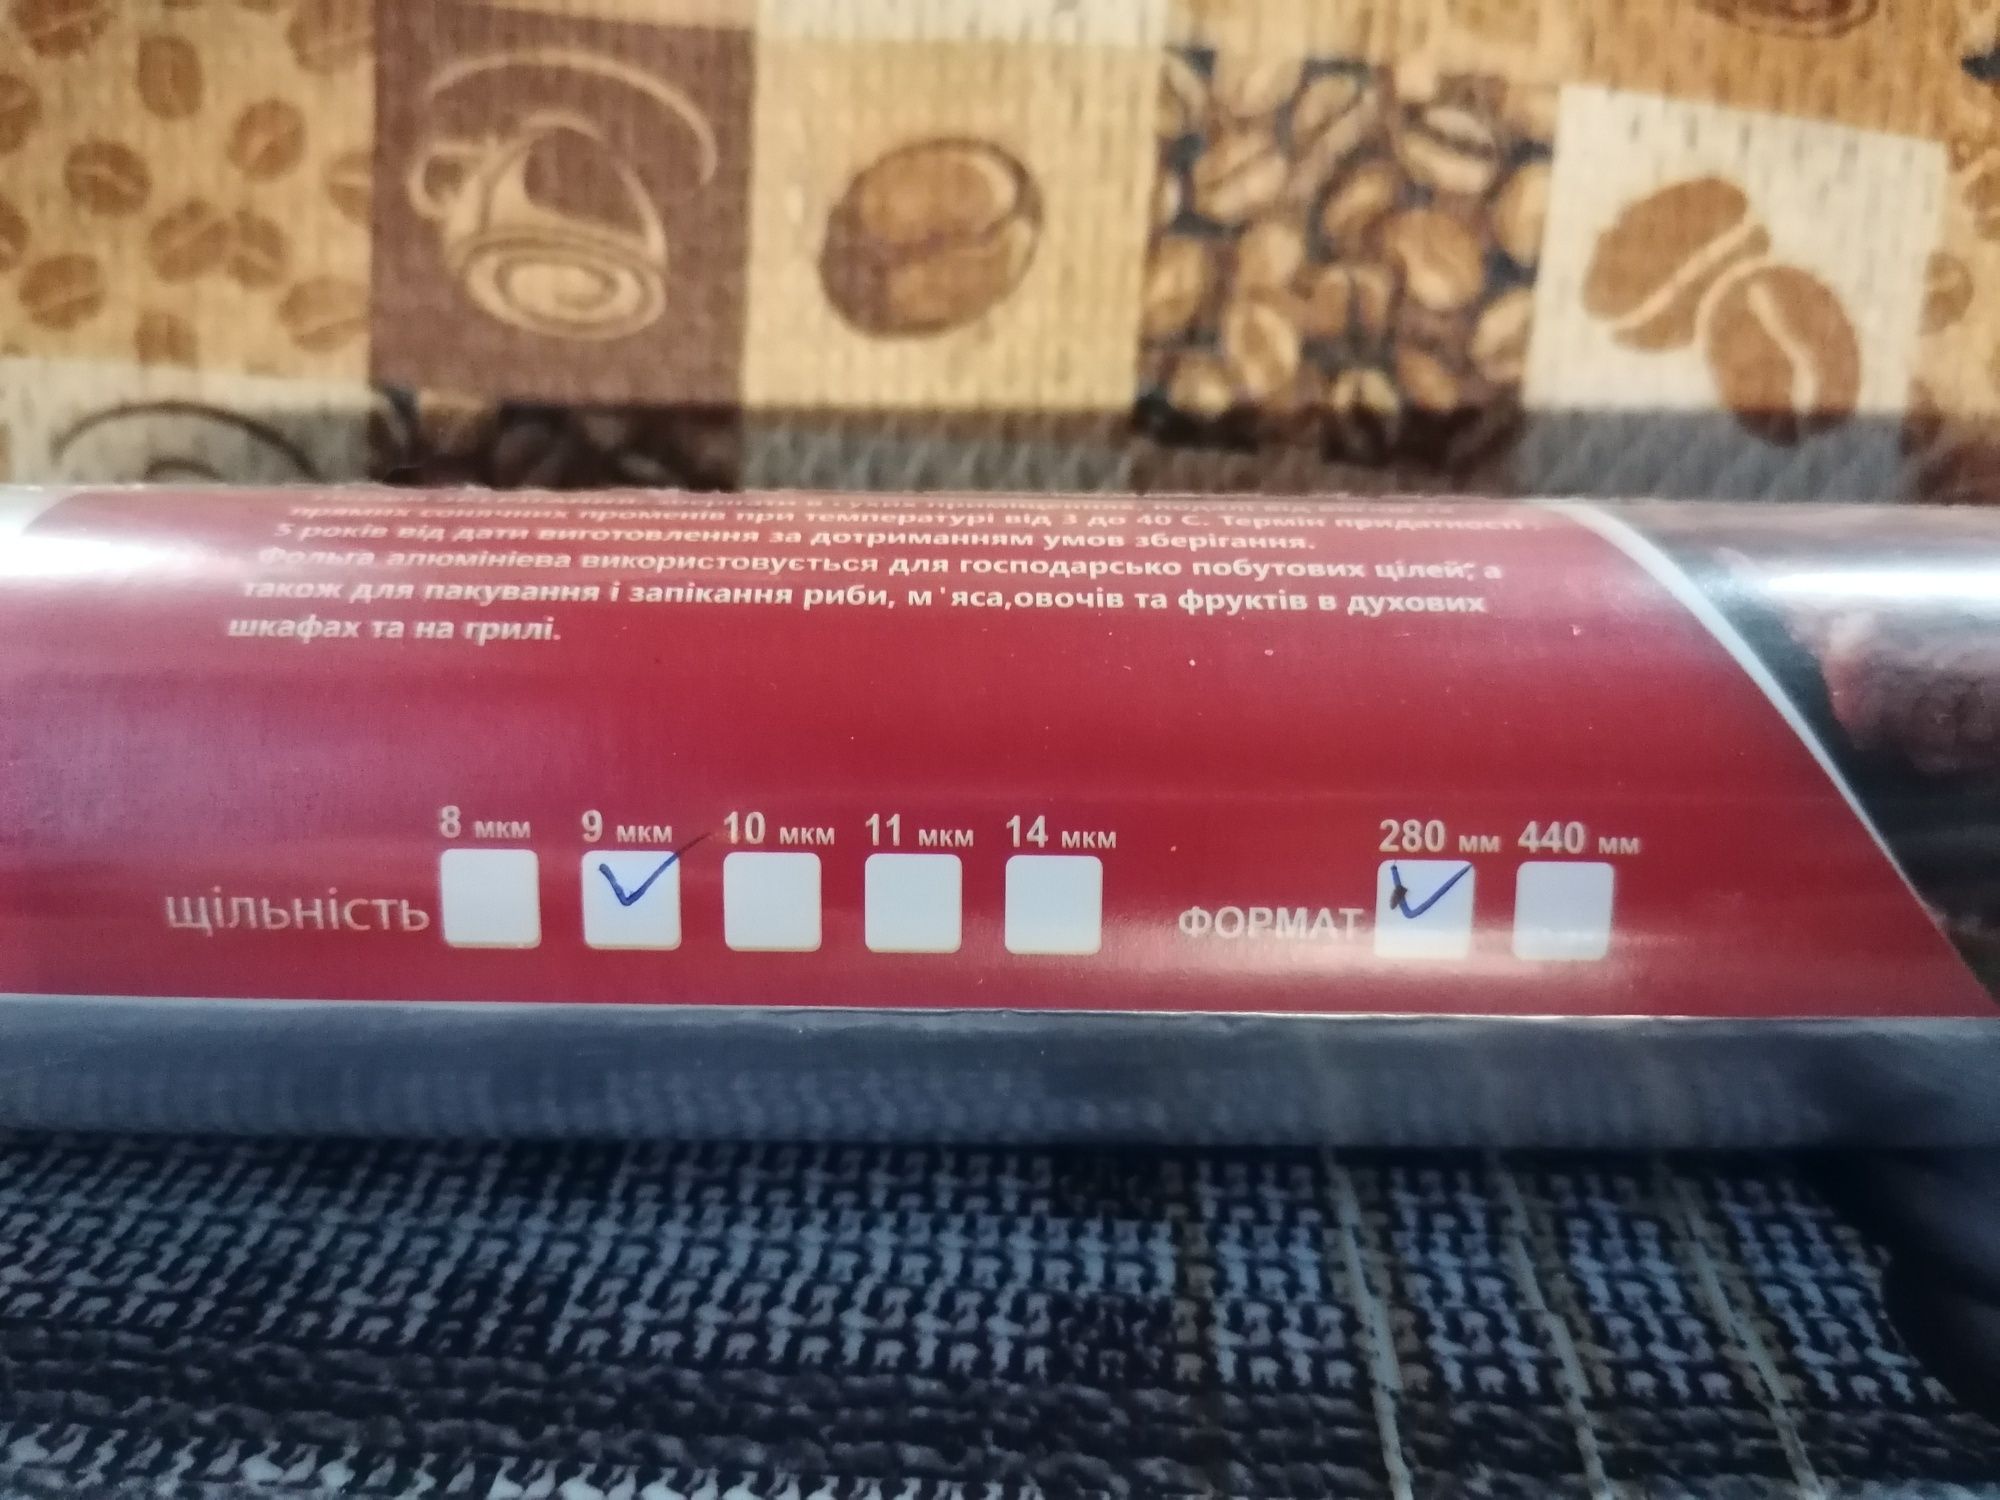 прямих сонячних променів при температурі від 3 до 40 С. Термін придатності
5 років від дати виготовлення за дотриманням умов зберігання.
Фольга алюмінієва використовується для господарсько побутових цілей, а
також для пакування і запікання риби, м'яса,овочів та фруктів в духових
шкафах та на грилі.
8 мкм 9 мкм 10 мкм 11 мкм 14 мкм 280 мм 440 мм
щільність ФОРМАТ